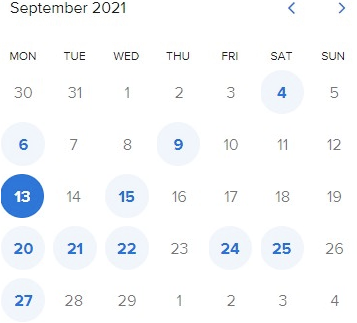 September 2021
MON TUE WED THU FRI SAT SUN
30 31 1 2 3 4 5
6 7 8 9 10 11 12
13 14 15 16 17 18 19
20 21 22 23 24 25 26
27 28 29 1 2 3 4